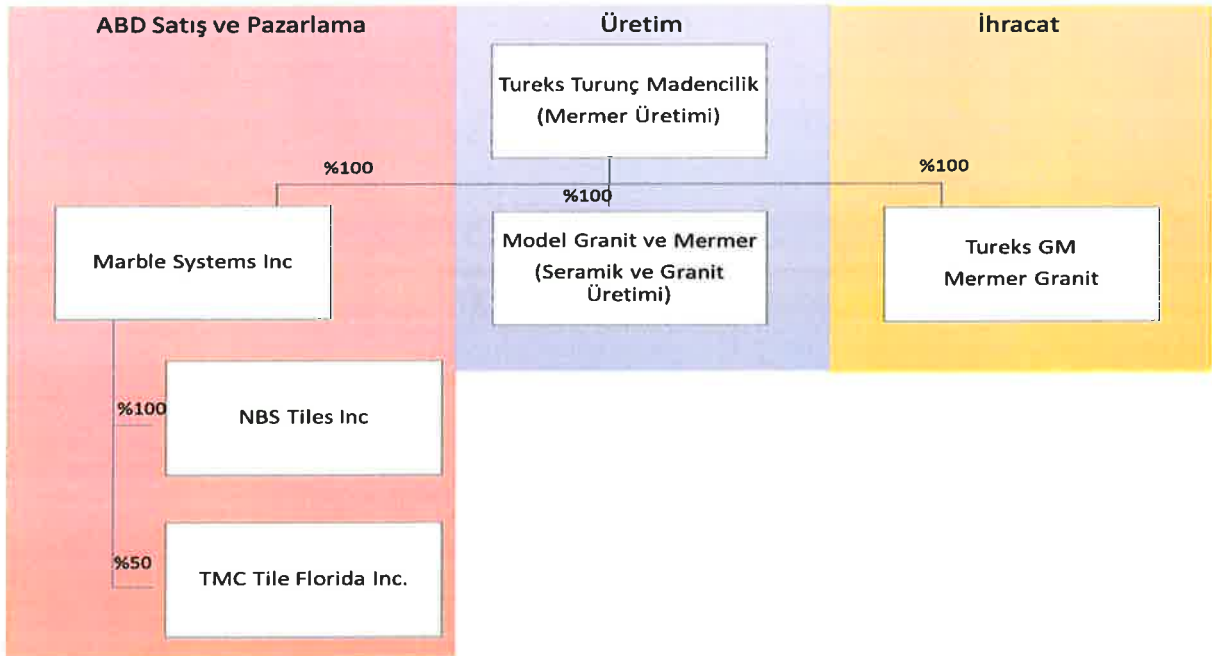 ABD Satış ve Pazarlama
Üretim
İhracat
Tureks Turunç Madencilik
(Mermer Üretimi)
%100
%100
%100
Marble Systems Inc
Model Granit ve Mermer
(Seramik ve Granit
Üretimi)
Tureks GM
Mermer Granit
%100
NBS Tiles Inc
%50
TMC Tile Florida Inc.